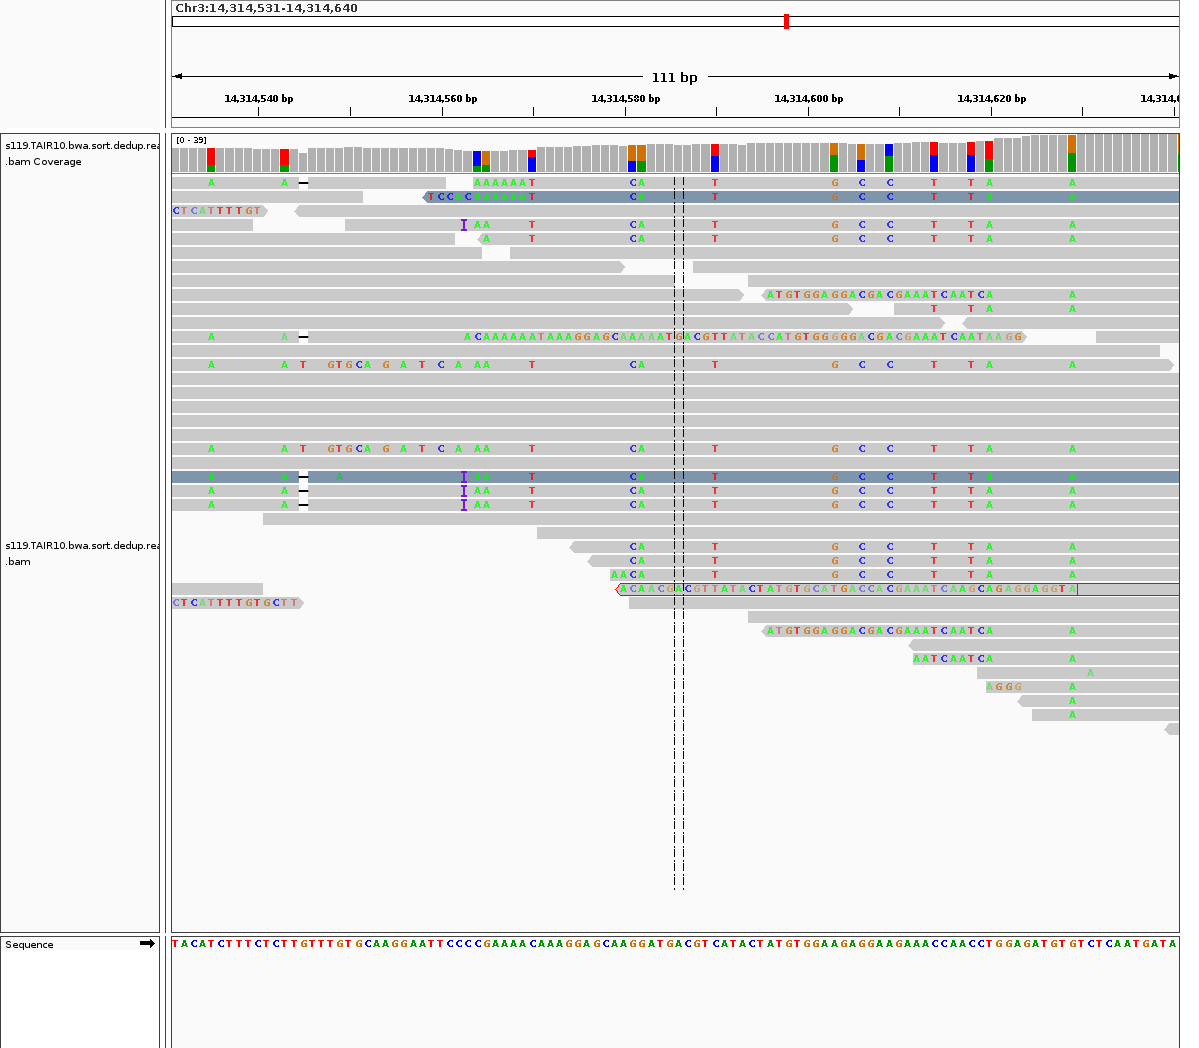 Chr3:14,314,531-14,314,640
111 bp
14,314,540 bp 14,314,560 bp 14,314,580 bp 14,314,600 bp 14,314,620 bp 14,314,6
s119.TAIR10.bwa.sort.dedup.rea
.bam Coverage
[0 - 39]
A A AAAAAAT CA T G C C T T A A
TCCACAAAAAT CA T G C C T T A A
CTCATTTTGT
I AA T CA T G C C T T A A
A T CA T G C C T T A A
ATGTGGAGGACGACGAAATCAATCA A
T T A A
A A ACAAAAAATAAAGGAGCAAAAATGACGTTATACCATGTGGGGGACGACGAAATCAATAAGG
A A T GTGCA G A T C A AA T CA T G C C T T A A
A A T GTGCA G A T C A AA T CA T G C C T T A A
A A A I AA T CA T G C C T T A A
A A I AA T CA T G C C T T A A
A A I AA T CA T G C C T T A A
s119.TAIR10.bwa.sort.dedup.rea
.bam
CA T G C C T T A A
CA T G C C T T A A
AACA T G C C T T A A
ACAACGACGTTATACTATGTGCATGACCACGAAATCAAGCAGAGGAGGTA
CTCATTTTGTGCTT
ATGTGGAGGACGACGAAATCAATCA A
AATCAATCA A
A
AGGG A
A
A
Sequence
TACATCTTTCTCTTGTTTGTGCAAGGAATTCCCCGAAAACAAAGGAGCAAGGATGACGTCATACTATGTGGAAGAGGAAGAAACCAACCTGGAGATGTGTCTCAATGATA